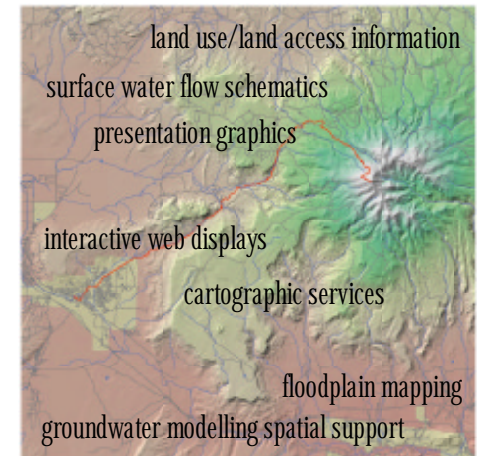 land use/land access information
surface water flow schematics
presentation graphics
interactive web displays
cartographic services
floodplain mapping
groundwater modelling spatial support